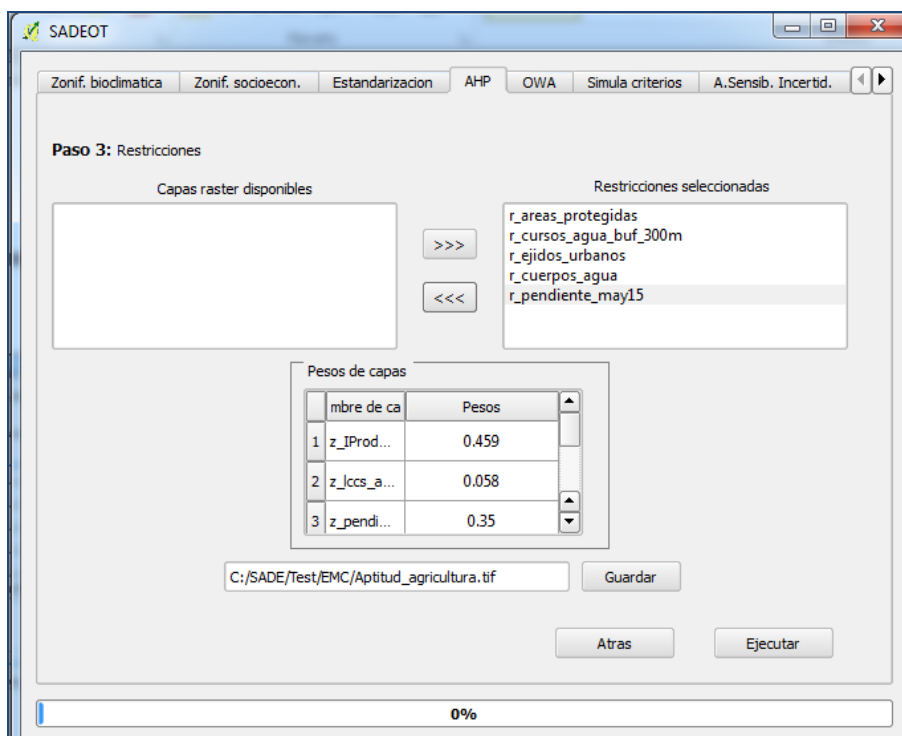 SADEOT
Zonif. bioclimatica Zonif. socioecon. Estandarizacion AHP OWA Simula criterios A.Sensib. Incertid.
Paso 3: Restricciones
Capas raster disponibles
Restricciones seleccionadas
r_areas_protegidas
r_cursos_agua_buf_300m
r_ejidos_urbanos
r_cuerpos_agua
r_pendiente_may15
>>>
<<<
Pesos de capas
mbre de ca Pesos
1 z_IProd... 0.459
2 z_lccs_a... 0.058
3 z_pendi... 0.35
C:/SADE/Test/EMC/Aptitud_agricultura.tif Guardar
Atras Ejecutar
0%